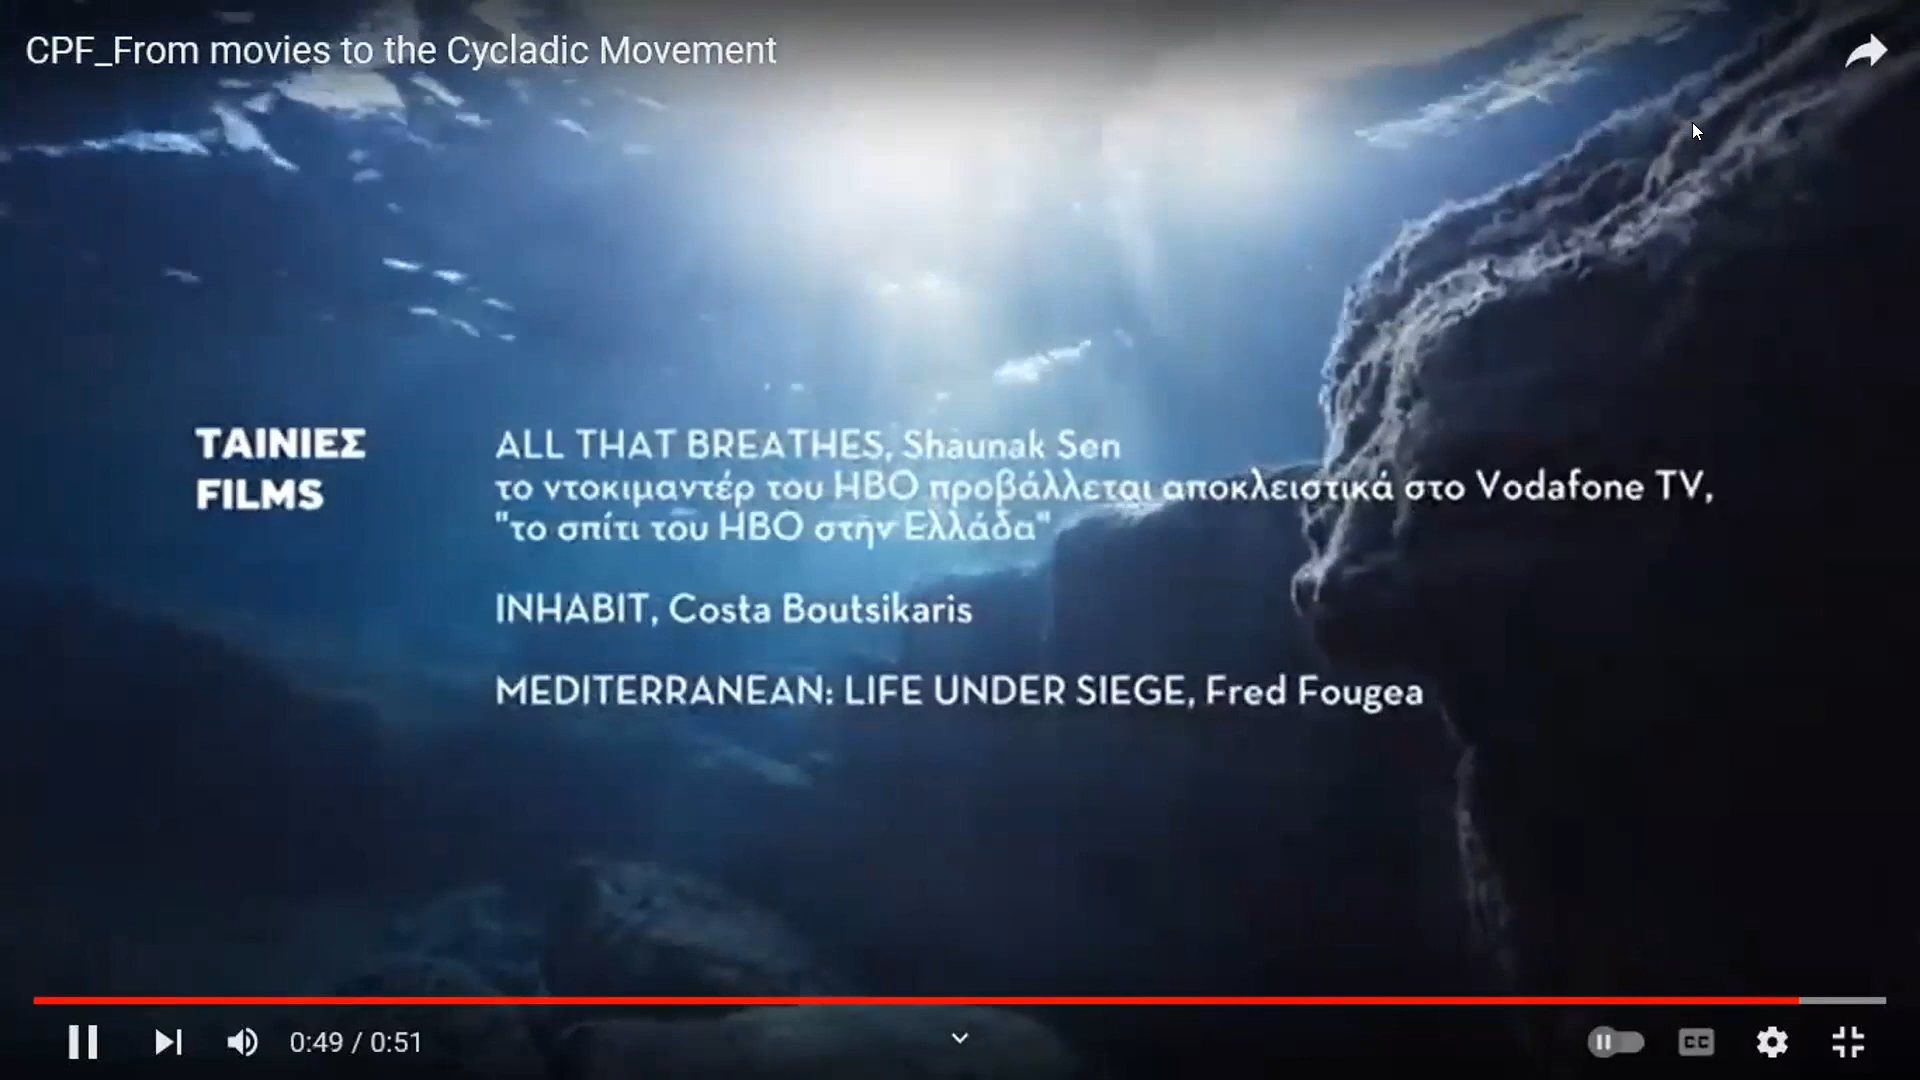 CPF_From movies to the Cycladic Movement
ΤΑΙΝΙΕΣ
FILMS
ALL THAT BREATHES, Shaunak Sen
το ντοκιμαντέρ του HBO προβάλλεται αποκλειστικά στο Vodafone TV,
"το σπίτι του HBO στην Ελλάδα"
INHABIT, Costa Boutsikaris
MEDITERRANEAN: LIFE UNDER SIEGE, Fred Fougea
0:49 / 0:51
CC